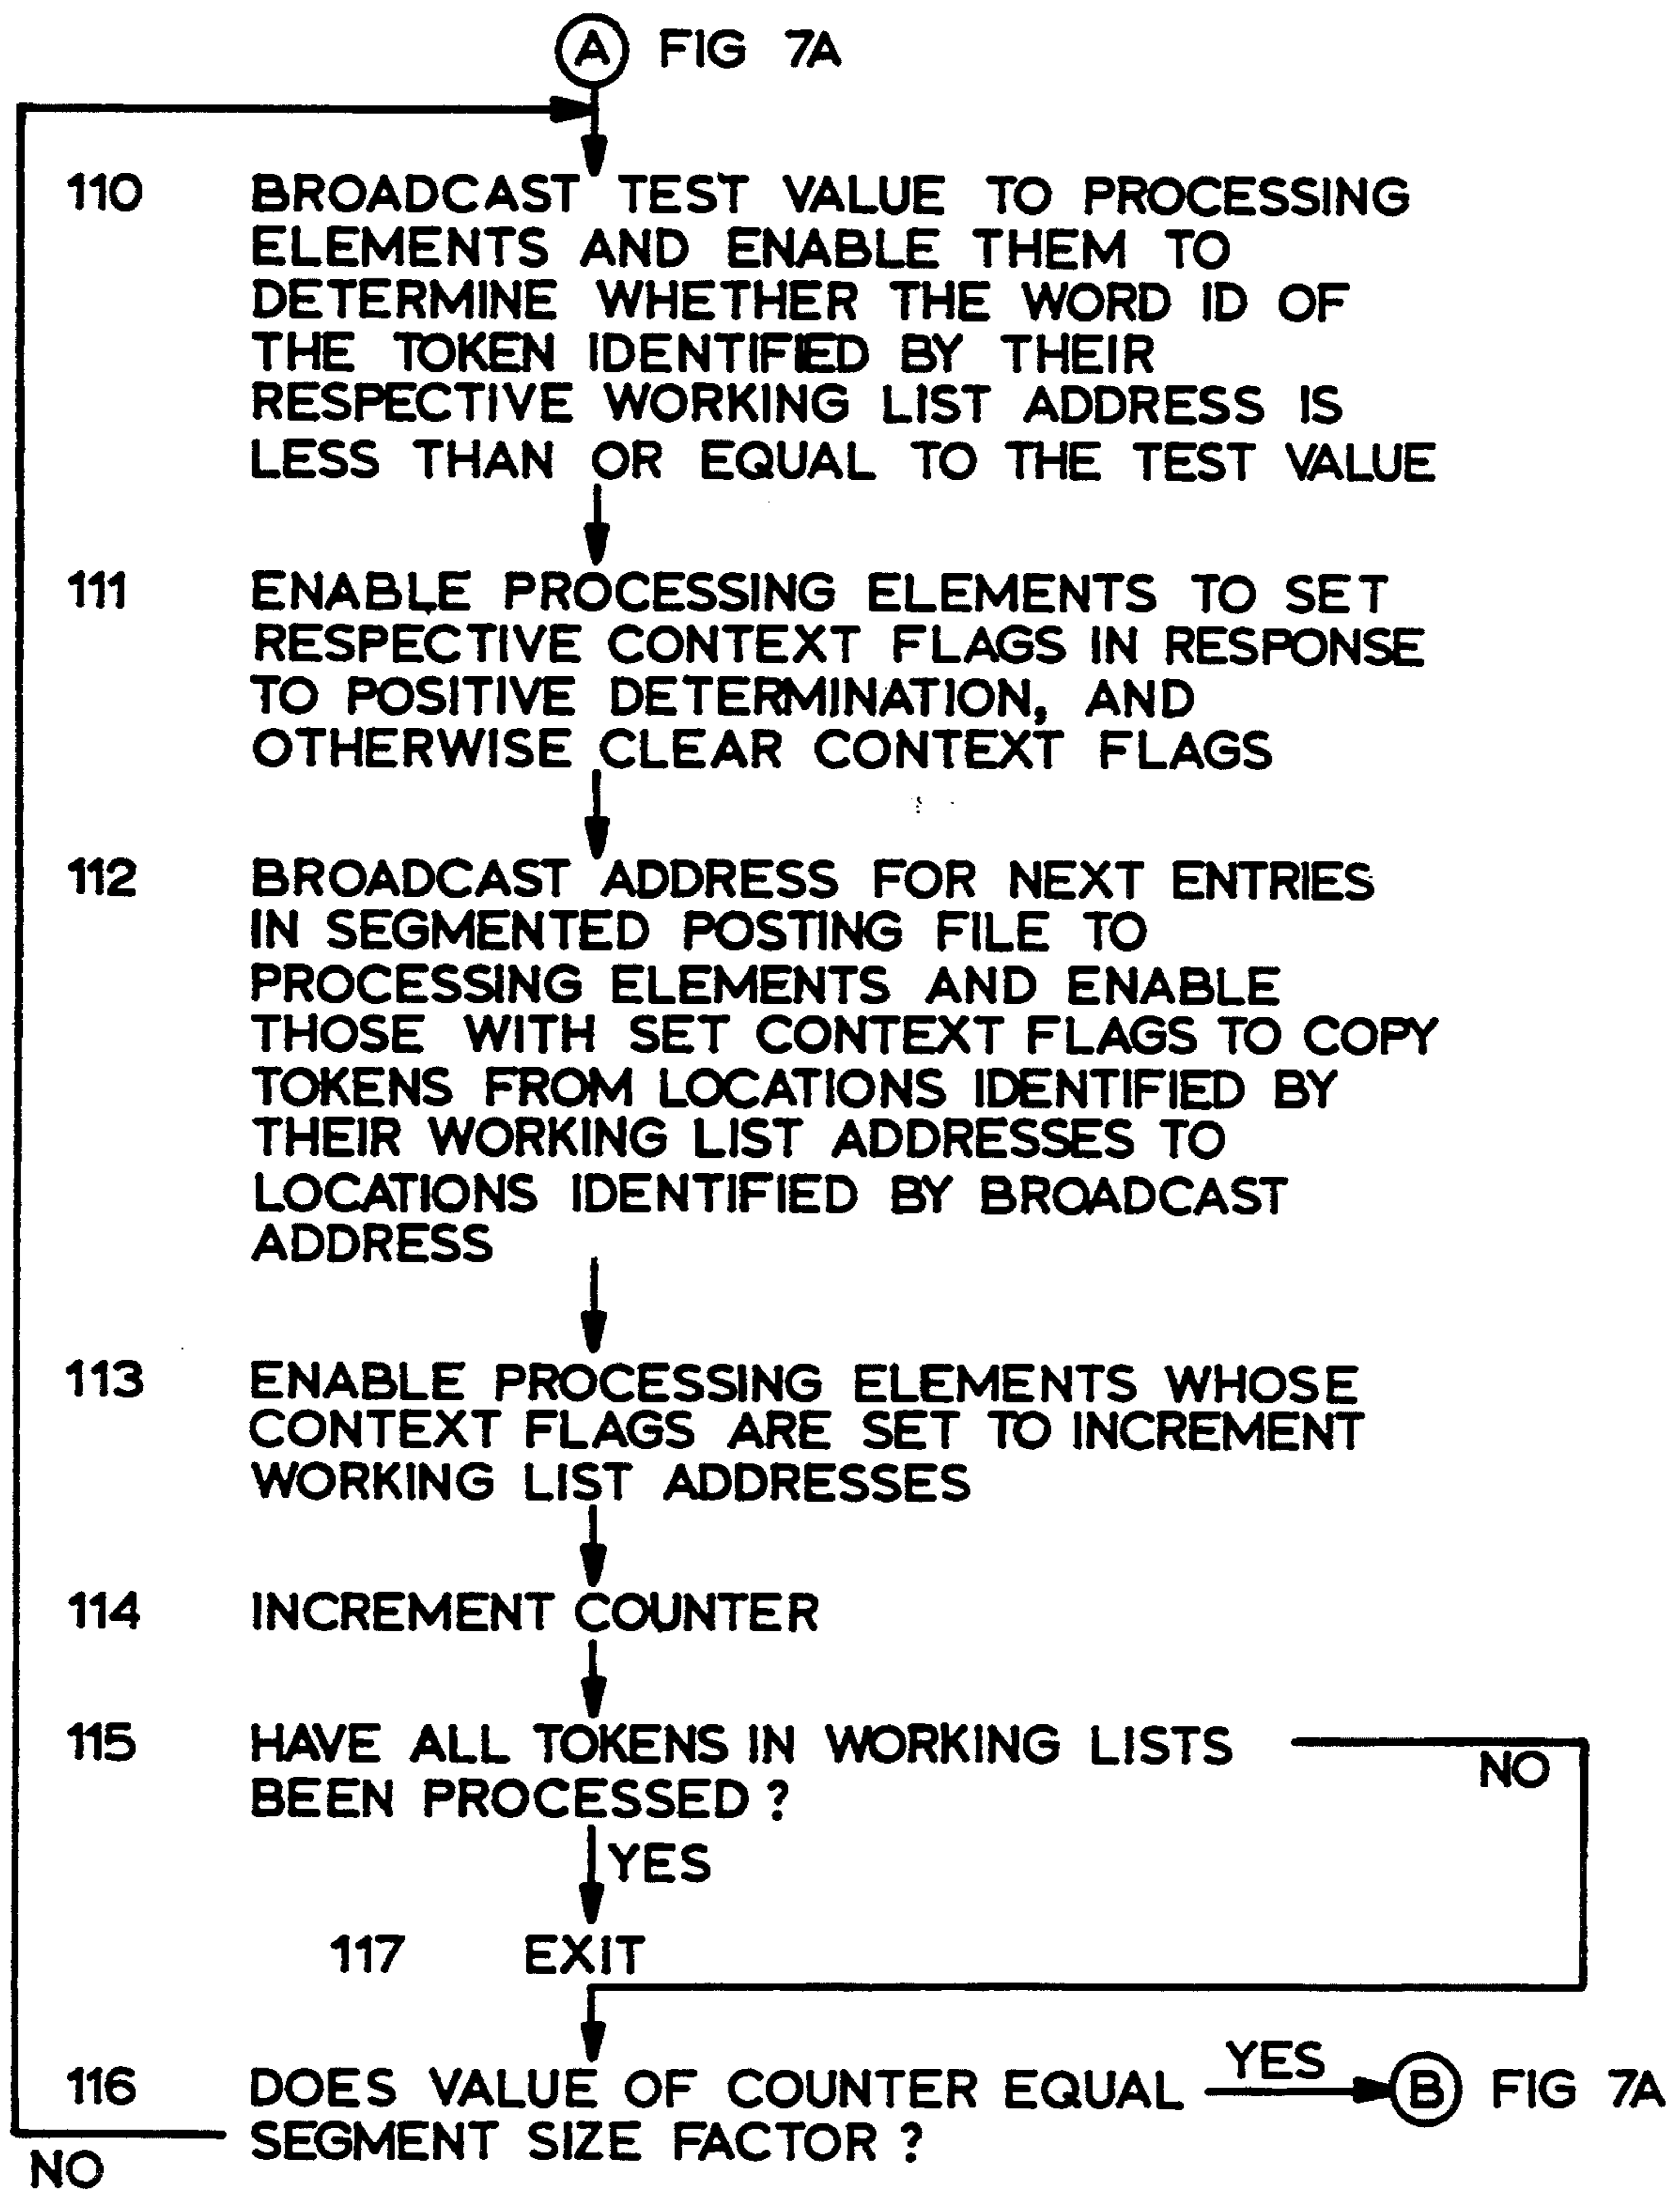 A FIG 7A
110 BROADCAST TEST VALUE TO PROCESSING
ELEMENTS AND ENABLE THEM TO
DETERMINE WHETHER THE WORD ID OF
THE TOKEN IDENTIFIED BY THEIR
RESPECTIVE WORKING LIST ADDRESS IS
LESS THAN OR EQUAL TO THE TEST VALUE
111 ENABLE PROCESSING ELEMENTS TO SET
RESPECTIVE CONTEXT FLAGS IN RESPONSE
TO POSITIVE DETERMINATION, AND
OTHERWISE CLEAR CONTEXT FLAGS
112 BROADCAST ADDRESS FOR NEXT ENTRIES
IN SEGMENTED POSTING FILE TO
PROCESSING ELEMENTS AND ENABLE
THOSE WITH SET CONTEXT FLAGS TO COPY
TOKENS FROM LOCATIONS IDENTIFIED BY
THEIR WORKING LIST ADDRESSES TO
LOCATIONS IDENTIFIED BY BROADCAST
ADDRESS
113 ENABLE PROCESSING ELEMENTS WHOSE
CONTEXT FLAGS ARE SET TO INCREMENT
WORKING LIST ADDRESSES
114 INCREMENT COUNTER
115 HAVE ALL TOKENS IN WORKING LISTS
NO
BEEN PROCESSED ?
YES
117 EXIT
YES
116 DOES VALUE OF COUNTER EQUAL B FIG 7A
SEGMENT SIZE FACTOR ?
NO